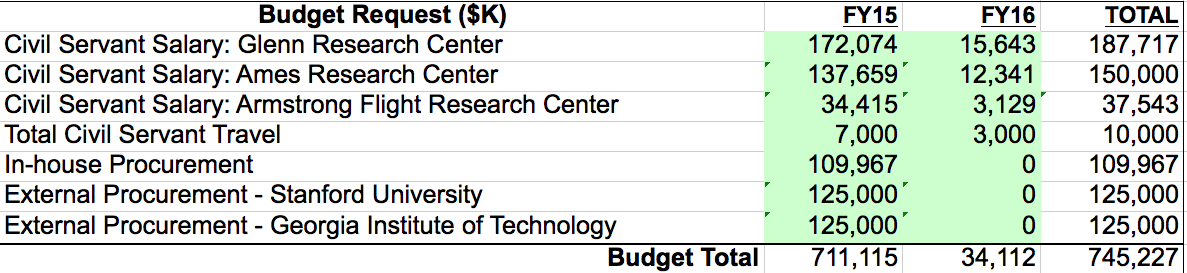 Budget Request ($K) FY15 FY16 TOTAL
Civil Servant Salary: Glenn Research Center 172,074 15,643 187,717
Civil Servant Salary: Ames Research Center 137,659 12,341 150,000
Civil Servant Salary: Armstrong Flight Research Center 34,415 3,129 37,543
Total Civil Servant Travel 7,000 3,000 10,000
In-house Procurement 109,967 0 109,967
External Procurement - Stanford University 125,000 0 125,000
External Procurement - Georgia Institute of Technology 125,000 0 125,000
Budget Total 711,115 34,112 745,227